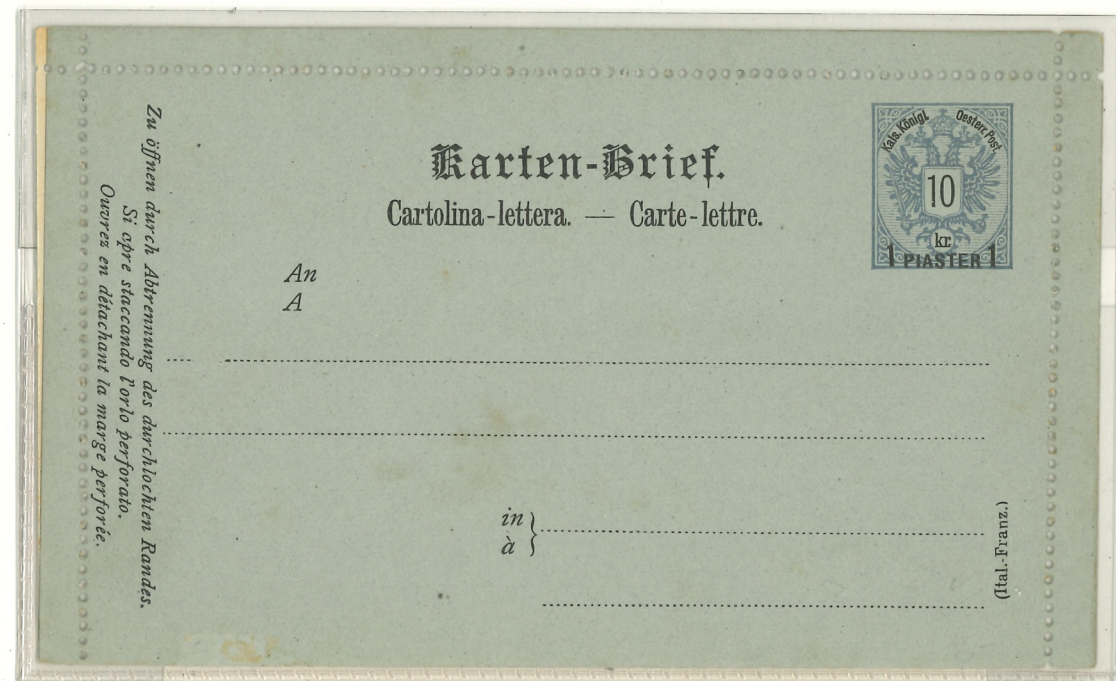 Karten-Brief.
Cartolina-lettera. — Carte-lettre.
Kais. Königl. Oesterr. Post.
10
kr.
1 PIASTER 1
An
A
in
à
(Ital.-Franz.)
Zu öffnen durch Abtrennung des durchlochten Randes.
Si apre staccando l'orlo perforato.
Ouvrez en détachant la marge perforée.